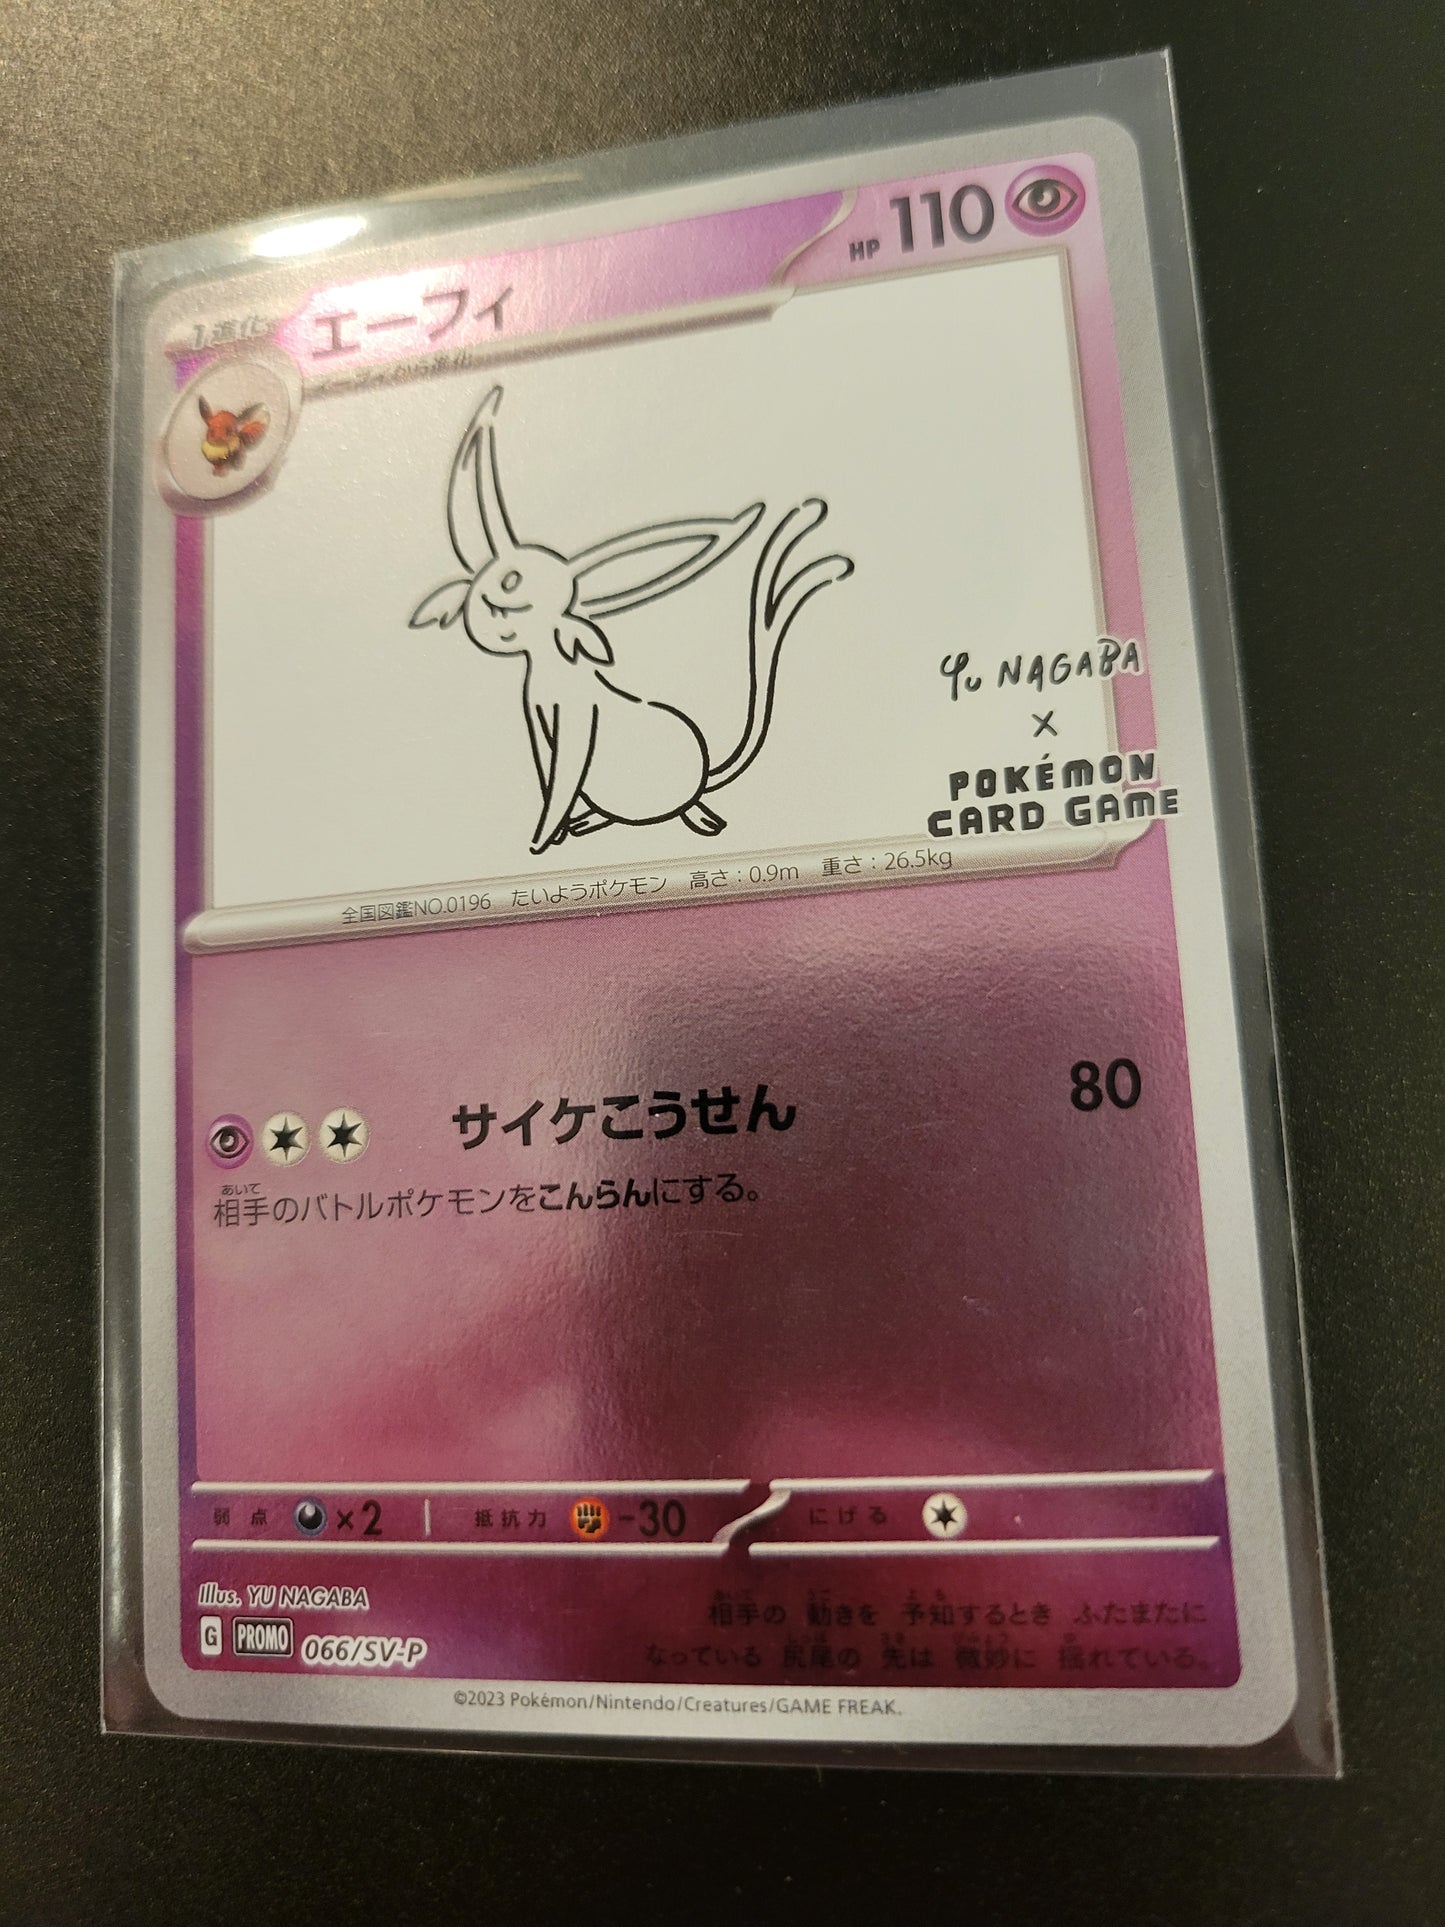 1進化
エーフィ
HP 110
イーブイから進化
Yu NAGABA
×
POKÉMON
CARD GAME
全国図鑑NO.0196 たいようポケモン 高さ：0.9m 重さ：26.5kg
サイケこうせん 80
相手のバトルポケモンをこんらんにする。
弱点 ×2 抵抗力 -30 にげる
Illus. YU NAGABA
G PROMO 066/SV-P
相手の 動きを 予知するとき ふたまたに
なっている 尻尾の 先は 微妙に 揺れている。
©2023 Pokémon/Nintendo/Creatures/GAME FREAK.